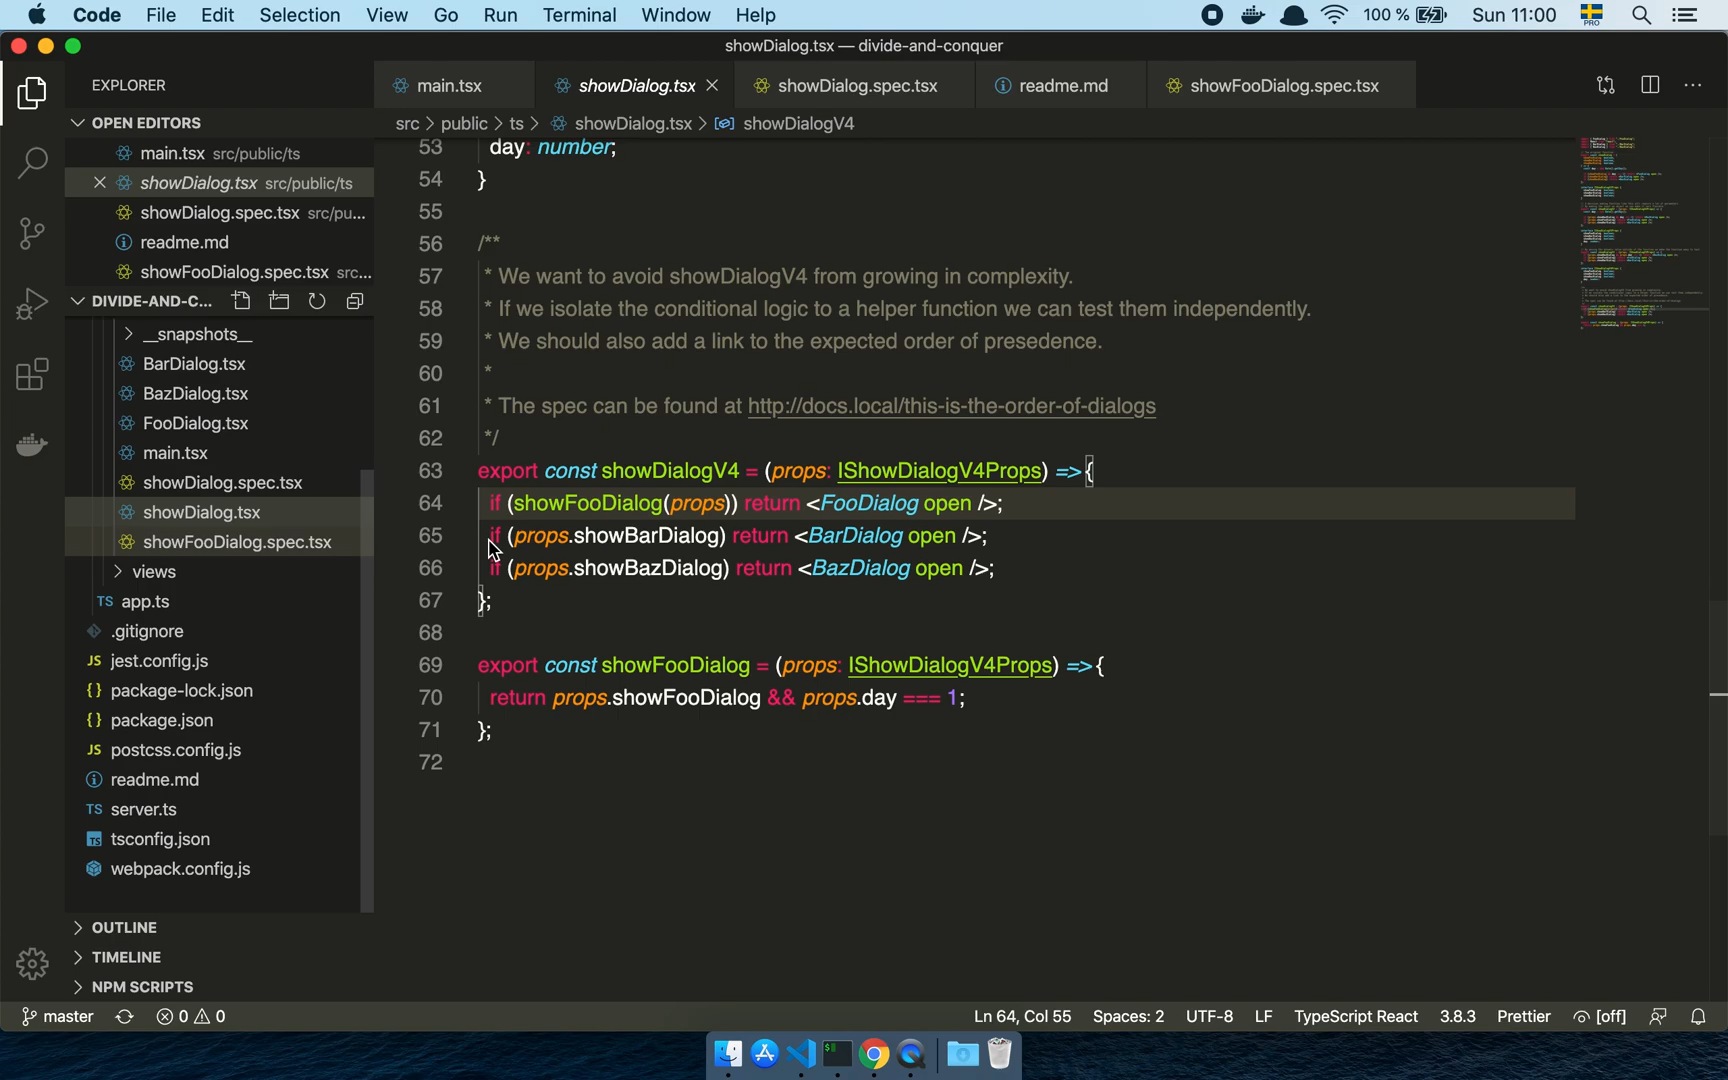 Code File Edit Selection View Go Run Terminal Window Help 100 % Sun 11:00 PRO
showDialog.tsx — divide-and-conquer
EXPLORER
main.tsx showDialog.tsx showDialog.spec.tsx readme.md showFooDialog.spec.tsx
OPEN EDITORS
main.tsx src/public/ts
showDialog.tsx src/public/ts
showDialog.spec.tsx src/pu...
readme.md
showFooDialog.spec.tsx src...
DIVIDE-AND-C...
__snapshots__
BarDialog.tsx
BazDialog.tsx
FooDialog.tsx
main.tsx
showDialog.spec.tsx
showDialog.tsx
showFooDialog.spec.tsx
views
TS app.ts
.gitignore
JS jest.config.js
{} package-lock.json
{} package.json
JS postcss.config.js
readme.md
TS server.ts
TS tsconfig.json
webpack.config.js
OUTLINE
TIMELINE
NPM SCRIPTS
src > public > ts > showDialog.tsx > showDialogV4
53 day: number;
54 }
55
56 /**
57 * We want to avoid showDialogV4 from growing in complexity.
58 * If we isolate the conditional logic to a helper function we can test them independently.
59 * We should also add a link to the expected order of presedence.
60 *
61 * The spec can be found at http://docs.local/this-is-the-order-of-dialogs
62 */
63 export const showDialogV4 = (props: IShowDialogV4Props) => {
64 if (showFooDialog(props)) return <FooDialog open />;
65 if (props.showBarDialog) return <BarDialog open />;
66 if (props.showBazDialog) return <BazDialog open />;
67 };
68
69 export const showFooDialog = (props: IShowDialogV4Props) => {
70 return props.showFooDialog && props.day === 1;
71 };
72
master 0 0 Ln 64, Col 55 Spaces: 2 UTF-8 LF TypeScript React 3.8.3 Prettier [off]